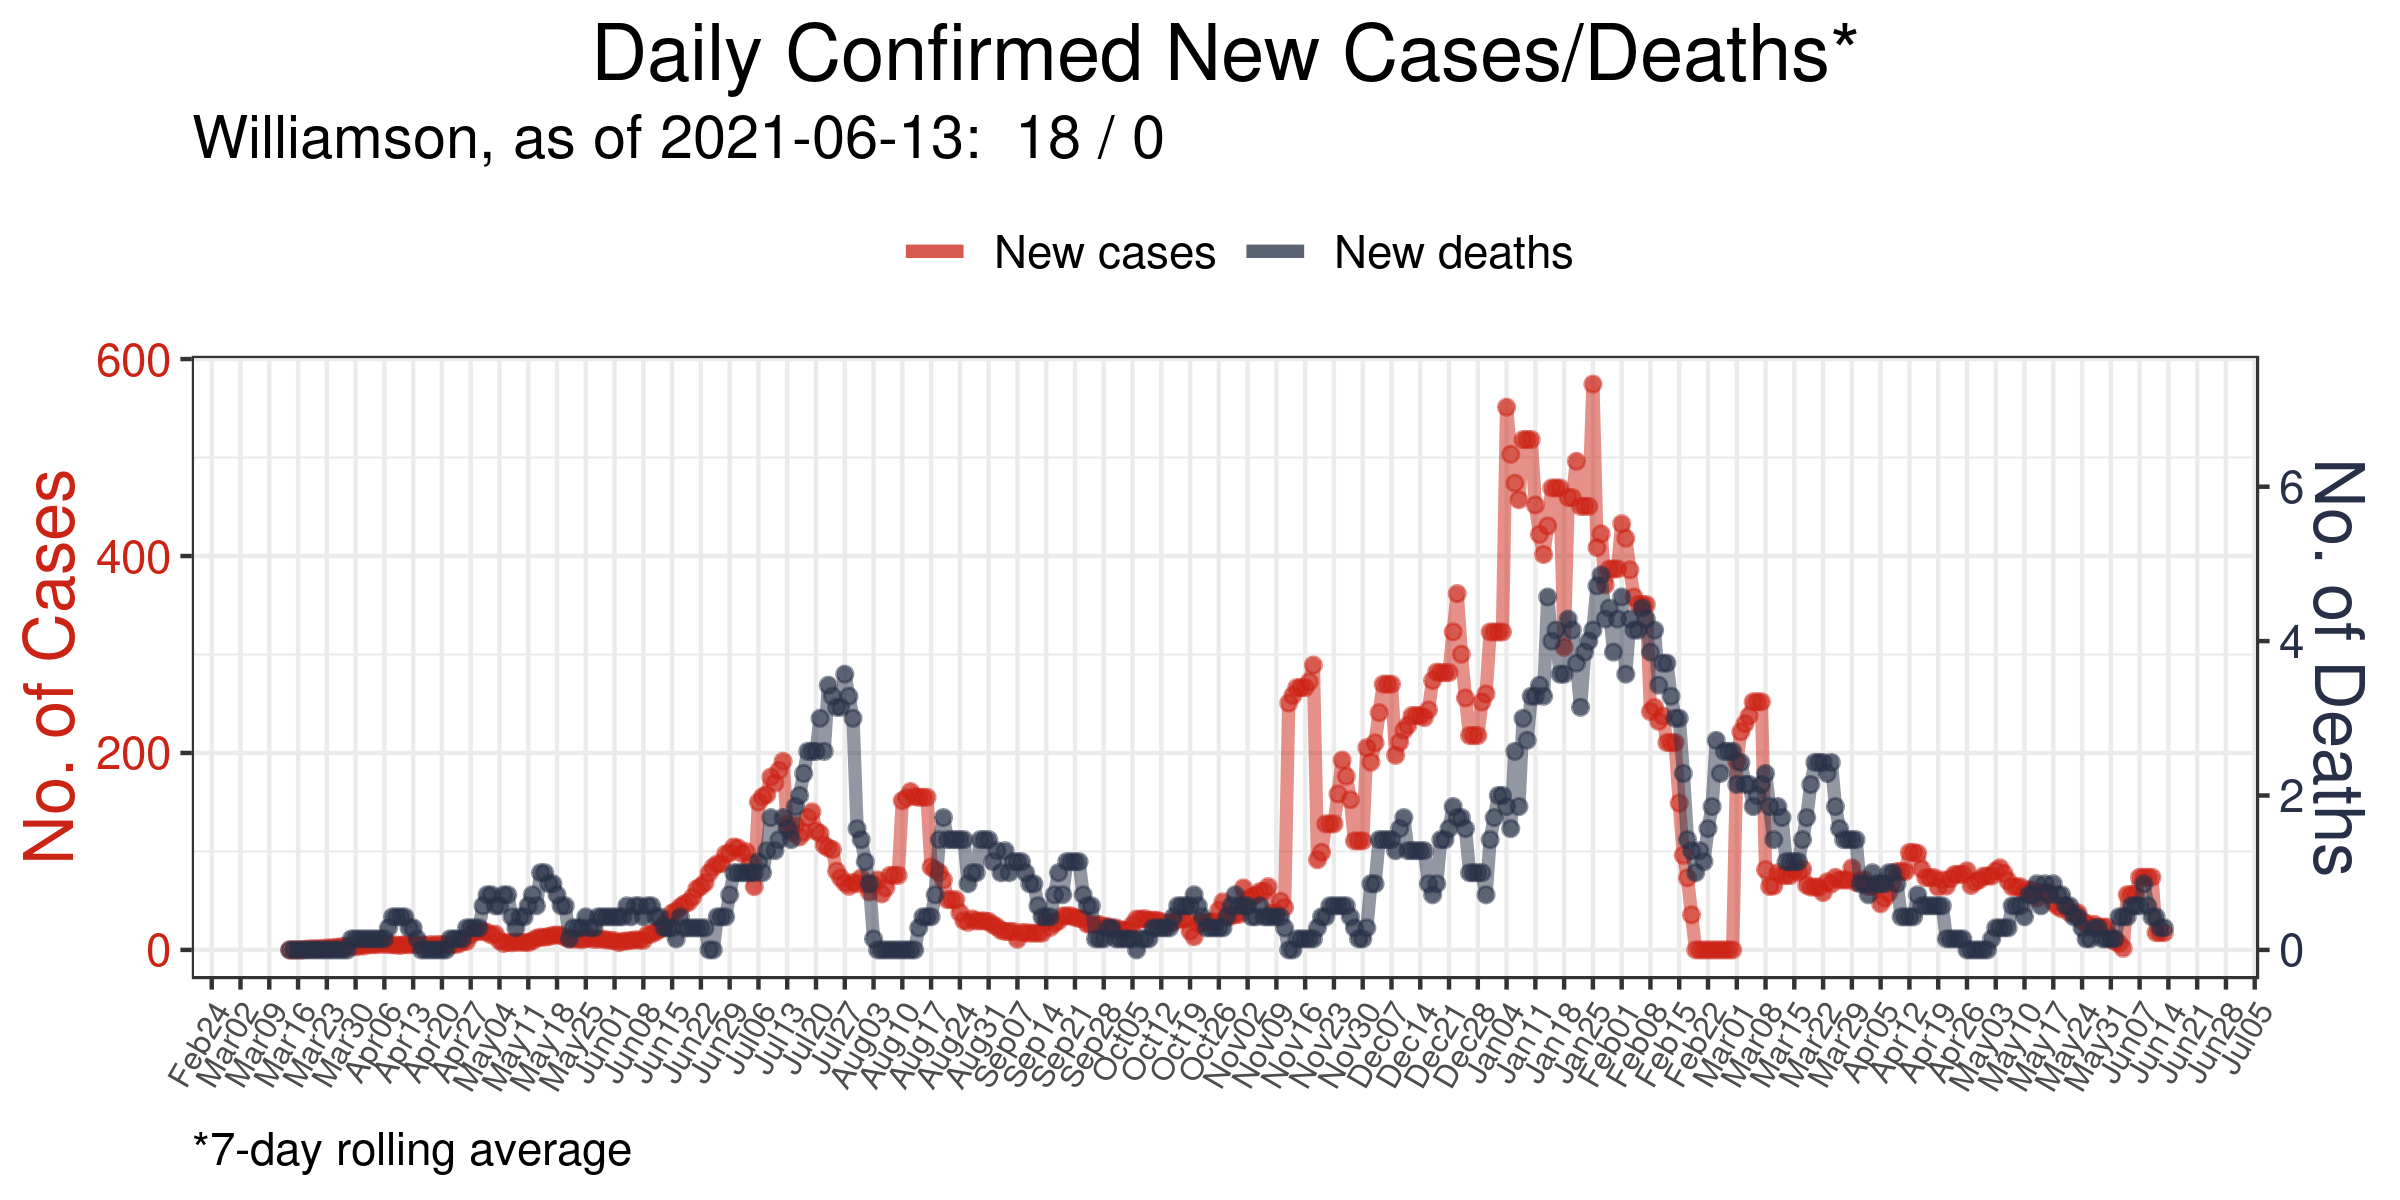 Daily Confirmed New Cases/Deaths*
Williamson, as of 2021-06-13:  18 / 0
New cases
New deaths
No. of Cases
600
400
200
0
No. of Deaths
6
4
2
0
Feb24
Mar02
Mar09
Mar16
Mar23
Mar30
Apr06
Apr13
Apr20
Apr27
May04
May11
May18
May25
Jun01
Jun08
Jun15
Jun22
Jun29
Jul06
Jul13
Jul20
Jul27
Aug03
Aug10
Aug17
Aug24
Aug31
Sep07
Sep14
Sep21
Sep28
Oct05
Oct12
Oct19
Oct26
Nov02
Nov09
Nov16
Nov23
Nov30
Dec07
Dec14
Dec21
Dec28
Jan04
Jan11
Jan18
Jan25
Feb01
Feb08
Feb15
Feb22
Mar01
Mar08
Mar15
Mar22
Mar29
Apr05
Apr12
Apr19
Apr26
May03
May10
May17
May24
May31
Jun07
Jun14
Jun21
Jun28
Jul05
*7-day rolling average